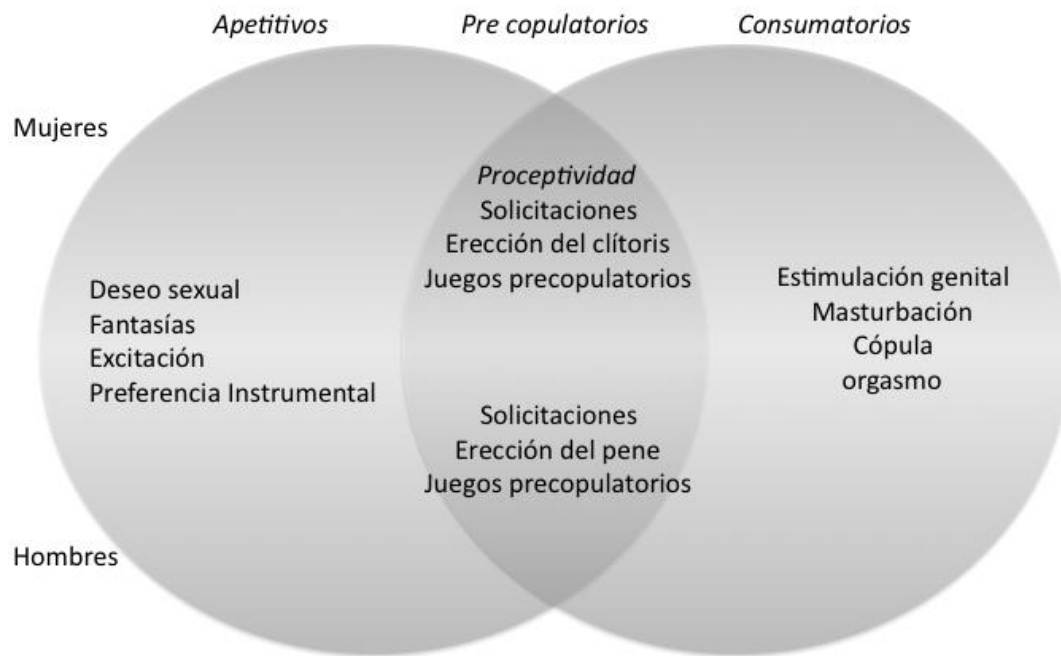 Apetitivos
Pre copulatorios
Consumatorios
Mujeres
Proceptividad
Solicitaciones
Erección del clítoris
Juegos precopulatorios
Deseo sexual
Fantasías
Excitación
Preferencia Instrumental
Estimulación genital
Masturbación
Cópula
orgasmo
Solicitaciones
Erección del pene
Juegos precopulatorios
Hombres